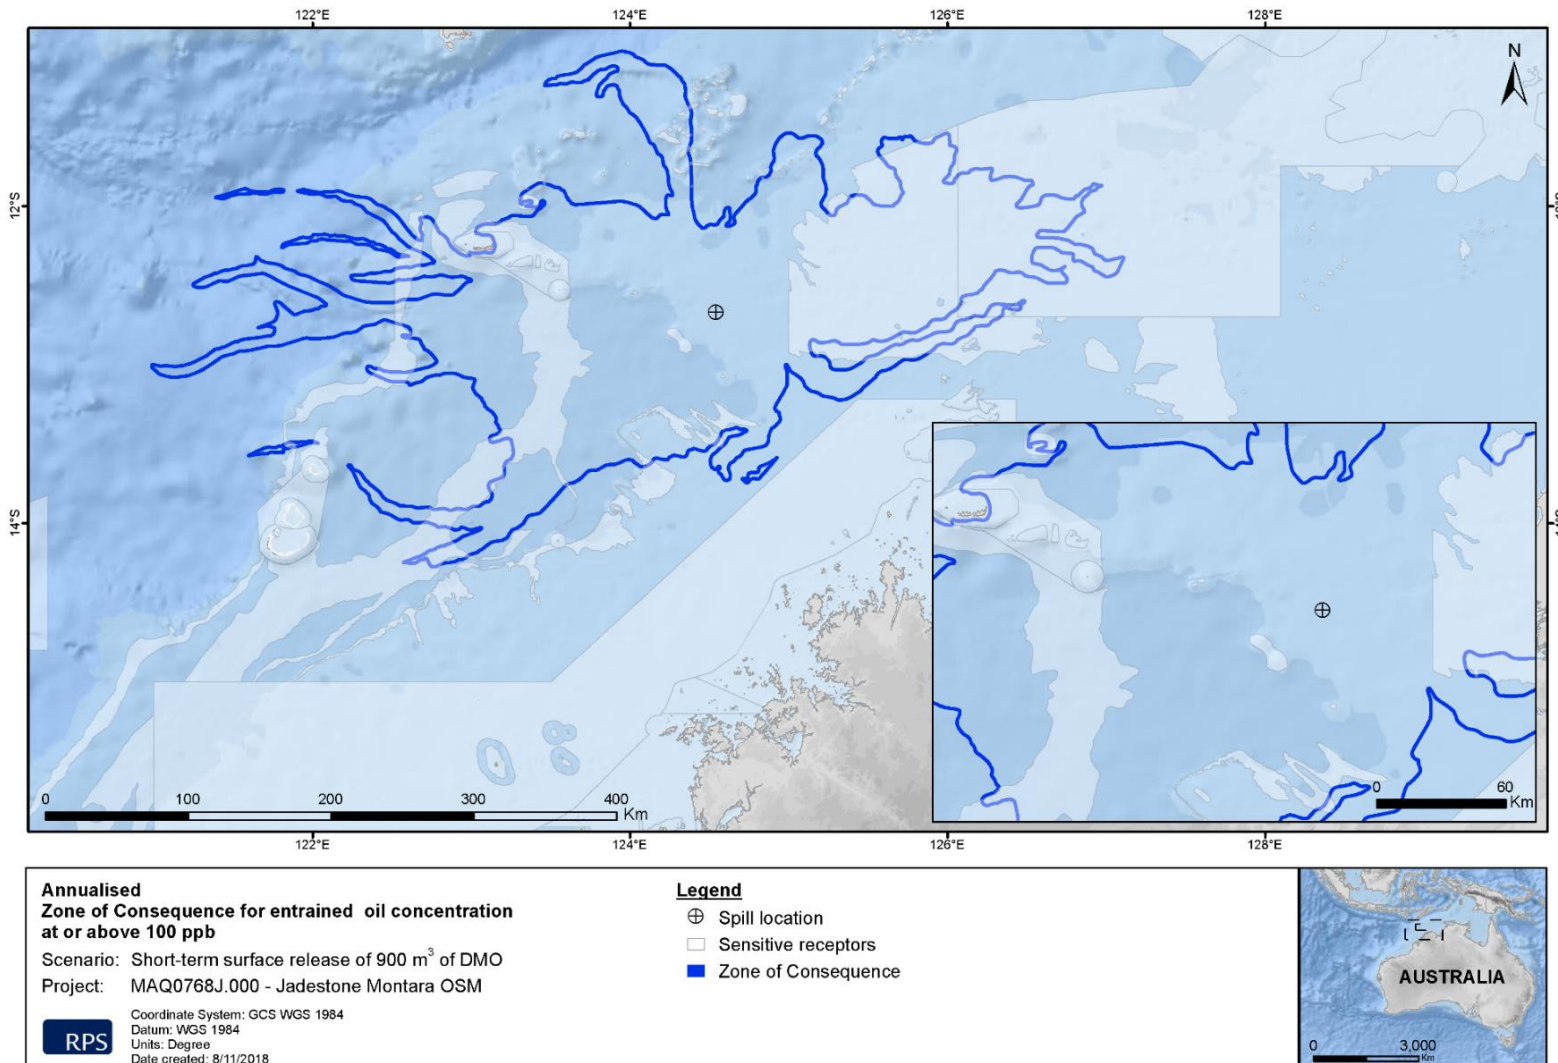 122°E 124°E 126°E 128°E
N
12°S
14°S
0 100 200 300 400
Km
0 60
Km
122°E 124°E 126°E 128°E
Annualised
Zone of Consequence for entrained oil concentration
at or above 100 ppb
Scenario: Short-term surface release of 900 m³ of DMO
Project: MAQ0768J.000 - Jadestone Montara OSM
RPS
Coordinate System: GCS WGS 1984
Datum: WGS 1984
Units: Degree
Date created: 8/11/2018
Legend
Spill location
Sensitive receptors
Zone of Consequence
AUSTRALIA
0 3,000
Km